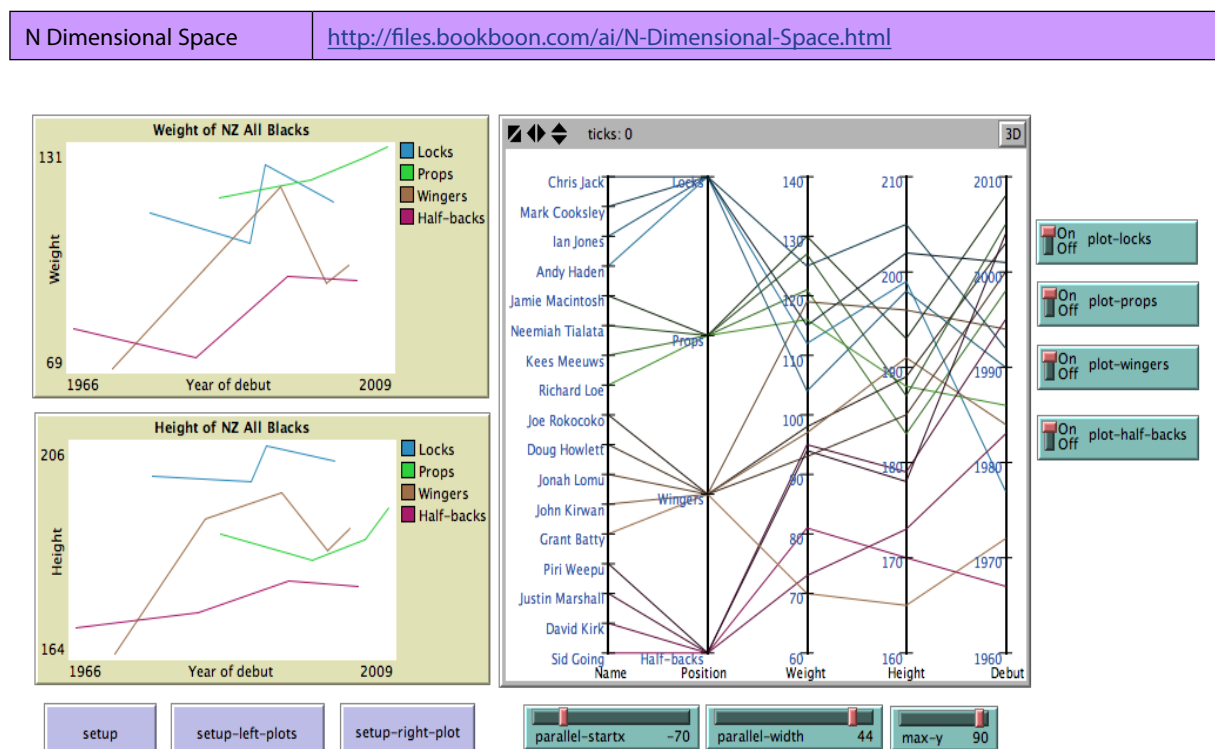 N Dimensional Space
http://files.bookboon.com/ai/N-Dimensional-Space.html
Weight of NZ All Blacks
131
Weight
69
1966
Year of debut
2009
Locks
Props
Wingers
Half-backs
Height of NZ All Blacks
206
Height
164
1966
Year of debut
2009
Locks
Props
Wingers
Half-backs
setup
setup-left-plots
setup-right-plot
ticks: 0
3D
Chris Jack
Mark Cooksley
Ian Jones
Andy Haden
Jamie Macintosh
Neemiah Tialata
Kees Meeuws
Richard Loe
Joe Rokocoko
Doug Howlett
Jonah Lomu
John Kirwan
Grant Batty
Piri Weepu
Justin Marshall
David Kirk
Sid Going
Name
Locks
Props
Wingers
Half-backs
Position
140
130
120
110
100
90
80
70
60
Weight
210
200
190
180
170
160
Height
2010
2000
1990
1980
1970
1960
Debut
On
Off
plot-locks
On
Off
plot-props
On
Off
plot-wingers
On
Off
plot-half-backs
parallel-startx -70
parallel-width 44
max-y 90